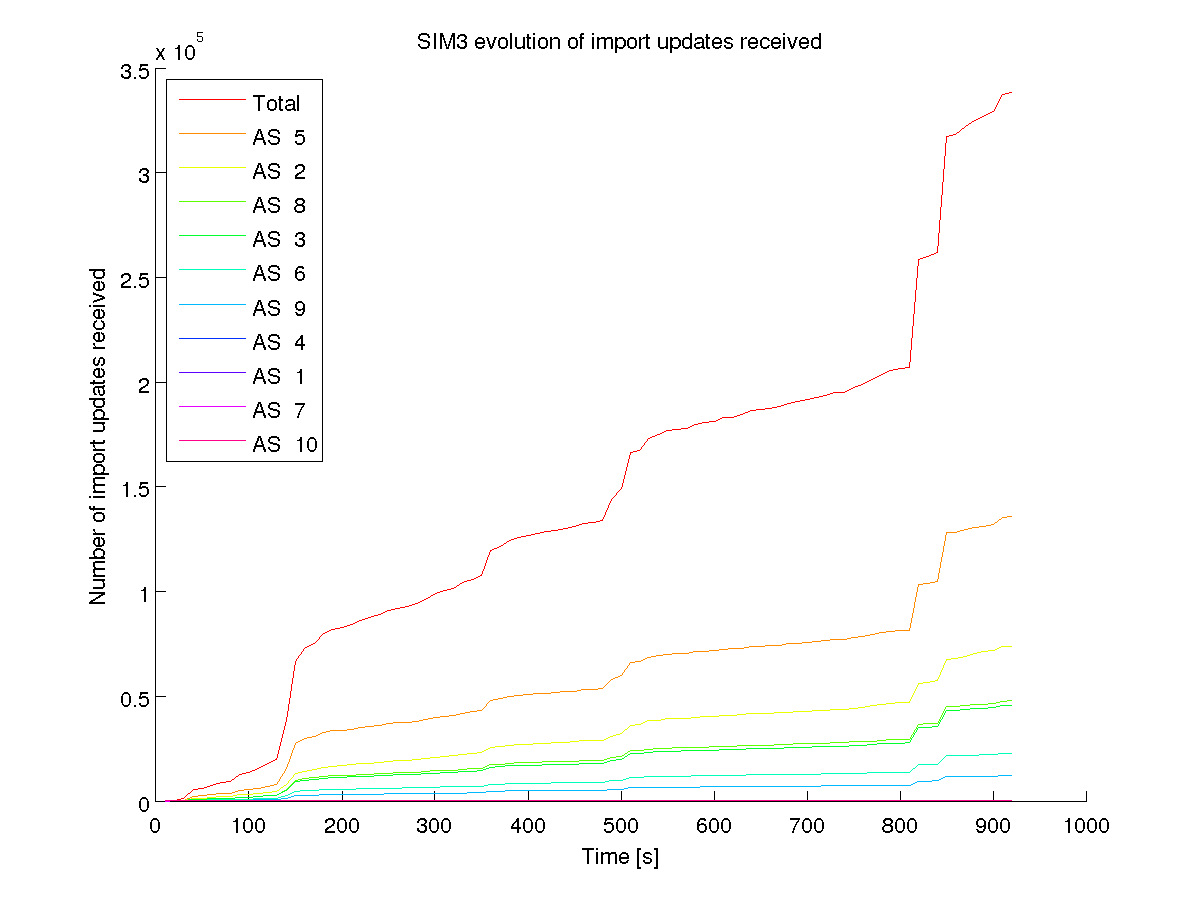 SIM3 evolution of import updates received
x 10^5
3.5
3
2.5
2
1.5
1
0.5
0
Number of import updates received
Total
AS 5
AS 2
AS 8
AS 3
AS 6
AS 9
AS 4
AS 1
AS 7
AS 10
0 100 200 300 400 500 600 700 800 900 1000
Time [s]